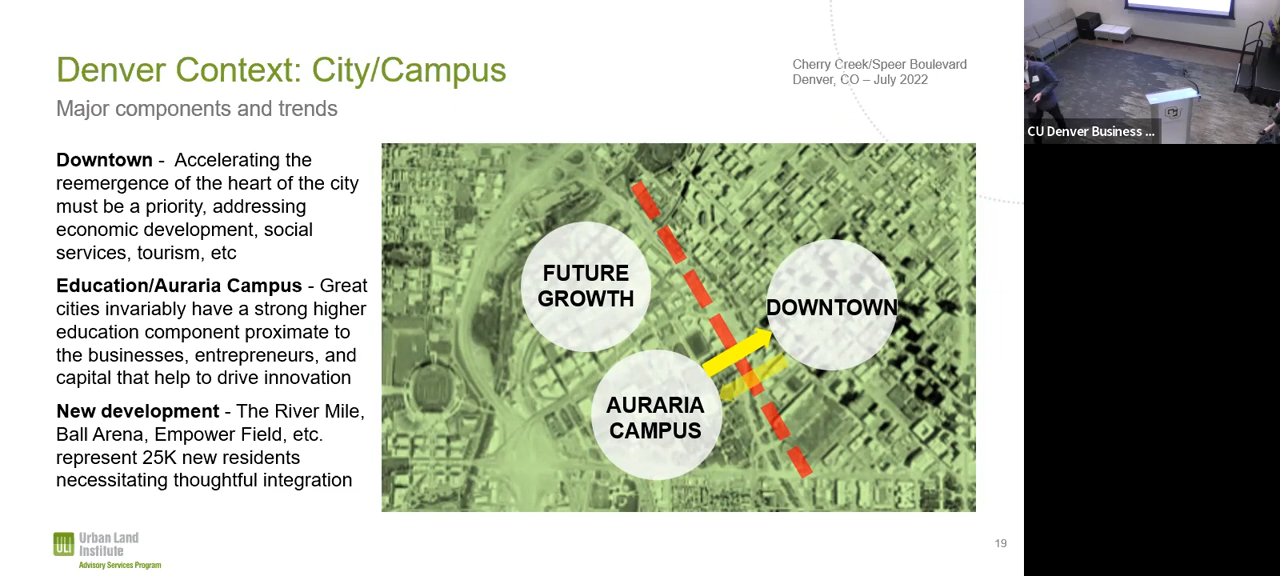 Denver Context: City/Campus
Major components and trends
Cherry Creek/Speer Boulevard
Denver, CO – July 2022
Downtown - Accelerating the
reemergence of the heart of the city
must be a priority, addressing
economic development, social
services, tourism, etc
Education/Auraria Campus - Great
cities invariably have a strong higher
education component proximate to
the businesses, entrepreneurs, and
capital that help to drive innovation
New development - The River Mile,
Ball Arena, Empower Field, etc.
represent 25K new residents
necessitating thoughtful integration
FUTURE
GROWTH
DOWNTOWN
AURARIA
CAMPUS
ULI
Urban Land
Institute
Advisory Services Program
19
CU Denver Business ...